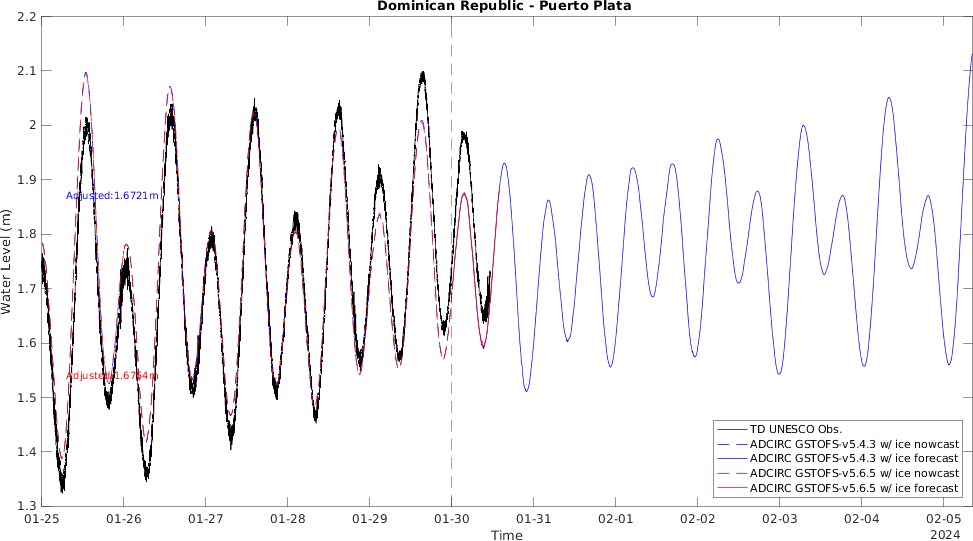 Dominican Republic - Puerto Plata
Water Level (m)
2.2
2.1
2
1.9
1.8
1.7
1.6
1.5
1.4
1.3
Adjusted:1.6721m
Adjusted:1.6764m
TD UNESCO Obs.
ADCIRC GSTOFS-v5.4.3 w/ ice nowcast
ADCIRC GSTOFS-v5.4.3 w/ ice forecast
ADCIRC GSTOFS-v5.6.5 w/ ice nowcast
ADCIRC GSTOFS-v5.6.5 w/ ice forecast
01-25 01-26 01-27 01-28 01-29 01-30 01-31 02-01 02-02 02-03 02-04 02-05
Time
2024